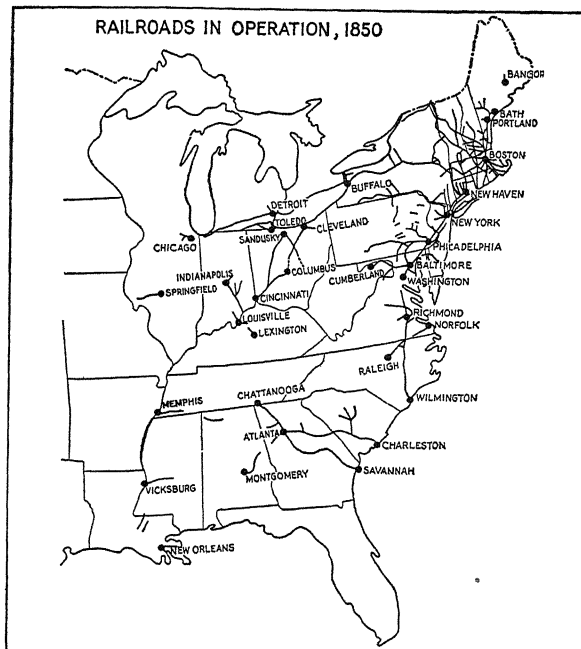 RAILROADS IN OPERATION, 1850
BANGOR
BATH
PORTLAND
BOSTON
BUFFALO
NEW HAVEN
DETROIT
NEW YORK
TOLEDO
CLEVELAND
SANDUSKY
CHICAGO
PHILADELPHIA
BALTIMORE
INDIANAPOLIS
COLUMBUS
CUMBERLAND
WASHINGTON
SPRINGFIELD
CINCINNATI
LOUISVILLE
RICHMOND
LEXINGTON
NORFOLK
RALEIGH
MEMPHIS
CHATTANOOGA
WILMINGTON
ATLANTA
CHARLESTON
MONTGOMERY
SAVANNAH
VICKSBURG
NEW ORLEANS